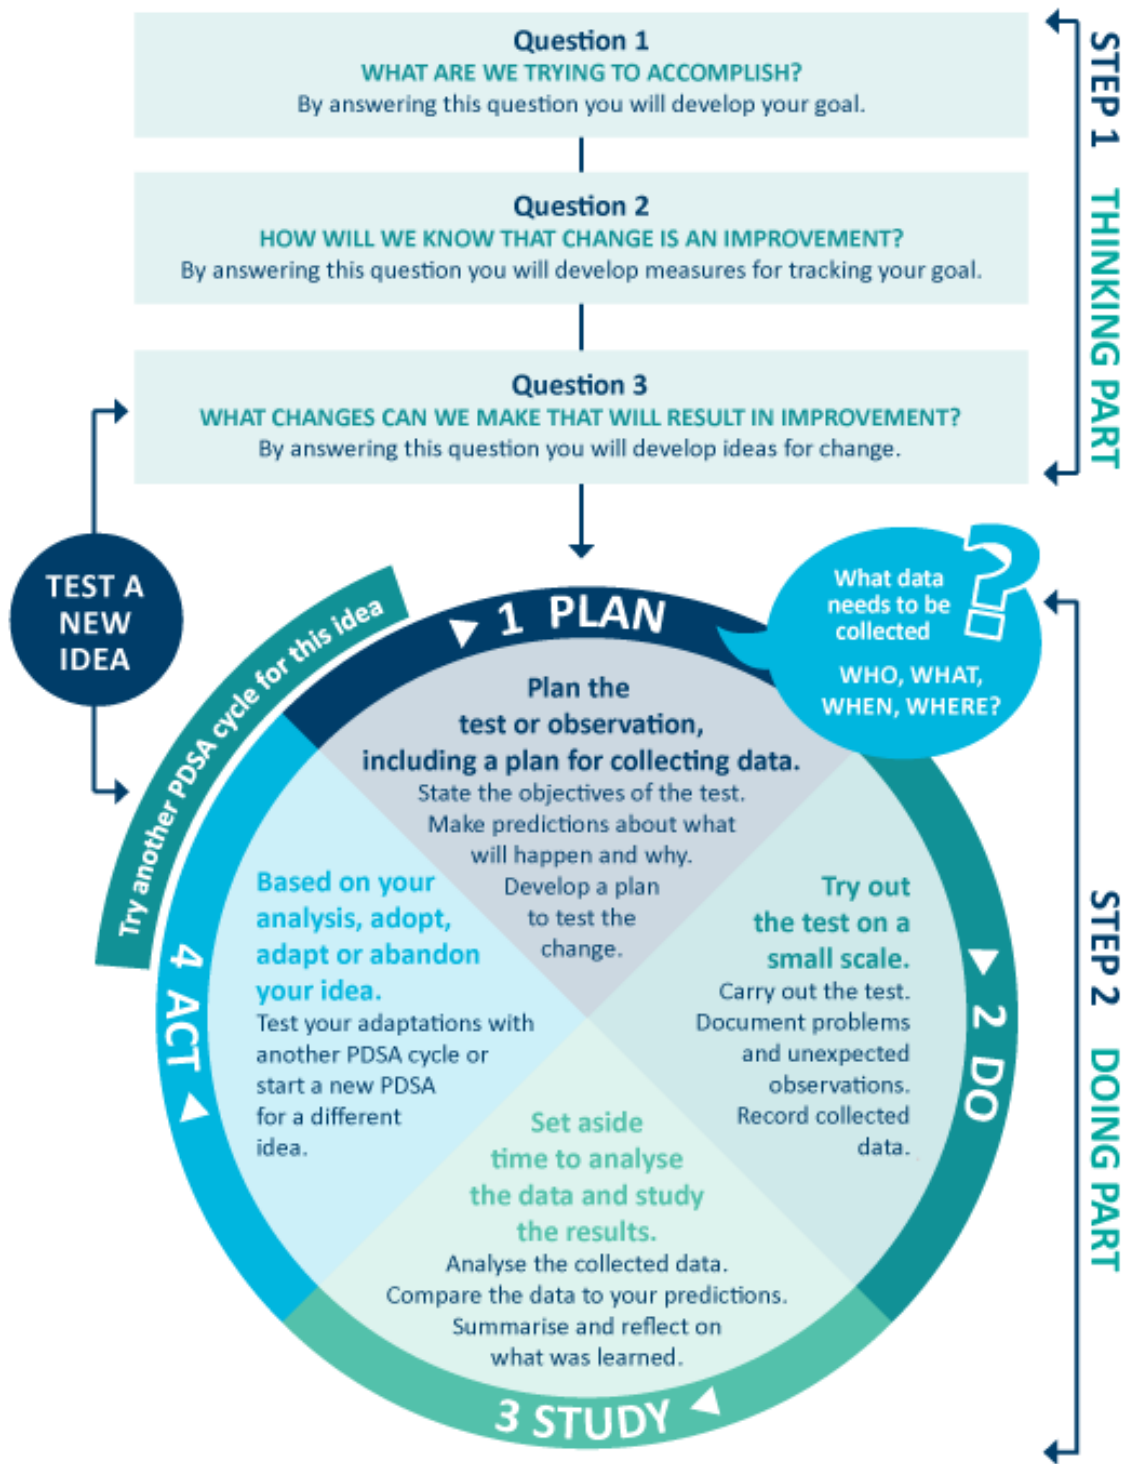 Question 1
WHAT ARE WE TRYING TO ACCOMPLISH?
By answering this question you will develop your goal.
Question 2
HOW WILL WE KNOW THAT CHANGE IS AN IMPROVEMENT?
By answering this question you will develop measures for tracking your goal.
Question 3
WHAT CHANGES CAN WE MAKE THAT WILL RESULT IN IMPROVEMENT?
By answering this question you will develop ideas for change.
STEP 1 THINKING PART
TEST A
NEW
IDEA
Try another PDSA cycle for this idea
1 PLAN
What data
needs to be
collected
?
WHO, WHAT,
WHEN, WHERE?
Plan the
test or observation,
including a plan for collecting data.
State the objectives of the test.
Make predictions about what
will happen and why.
Develop a plan
to test the
change.
2 DO
Try out
the test on a
small scale.
Carry out the test.
Document problems
and unexpected
observations.
Record collected
data.
3 STUDY
Set aside
time to analyse
the data and study
the results.
Analyse the collected data.
Compare the data to your predictions.
Summarise and reflect on
what was learned.
4 ACT
Based on your
analysis, adopt,
adapt or abandon
your idea.
Test your adaptations with
another PDSA cycle or
start a new PDSA
for a different
idea.
STEP 2 DOING PART